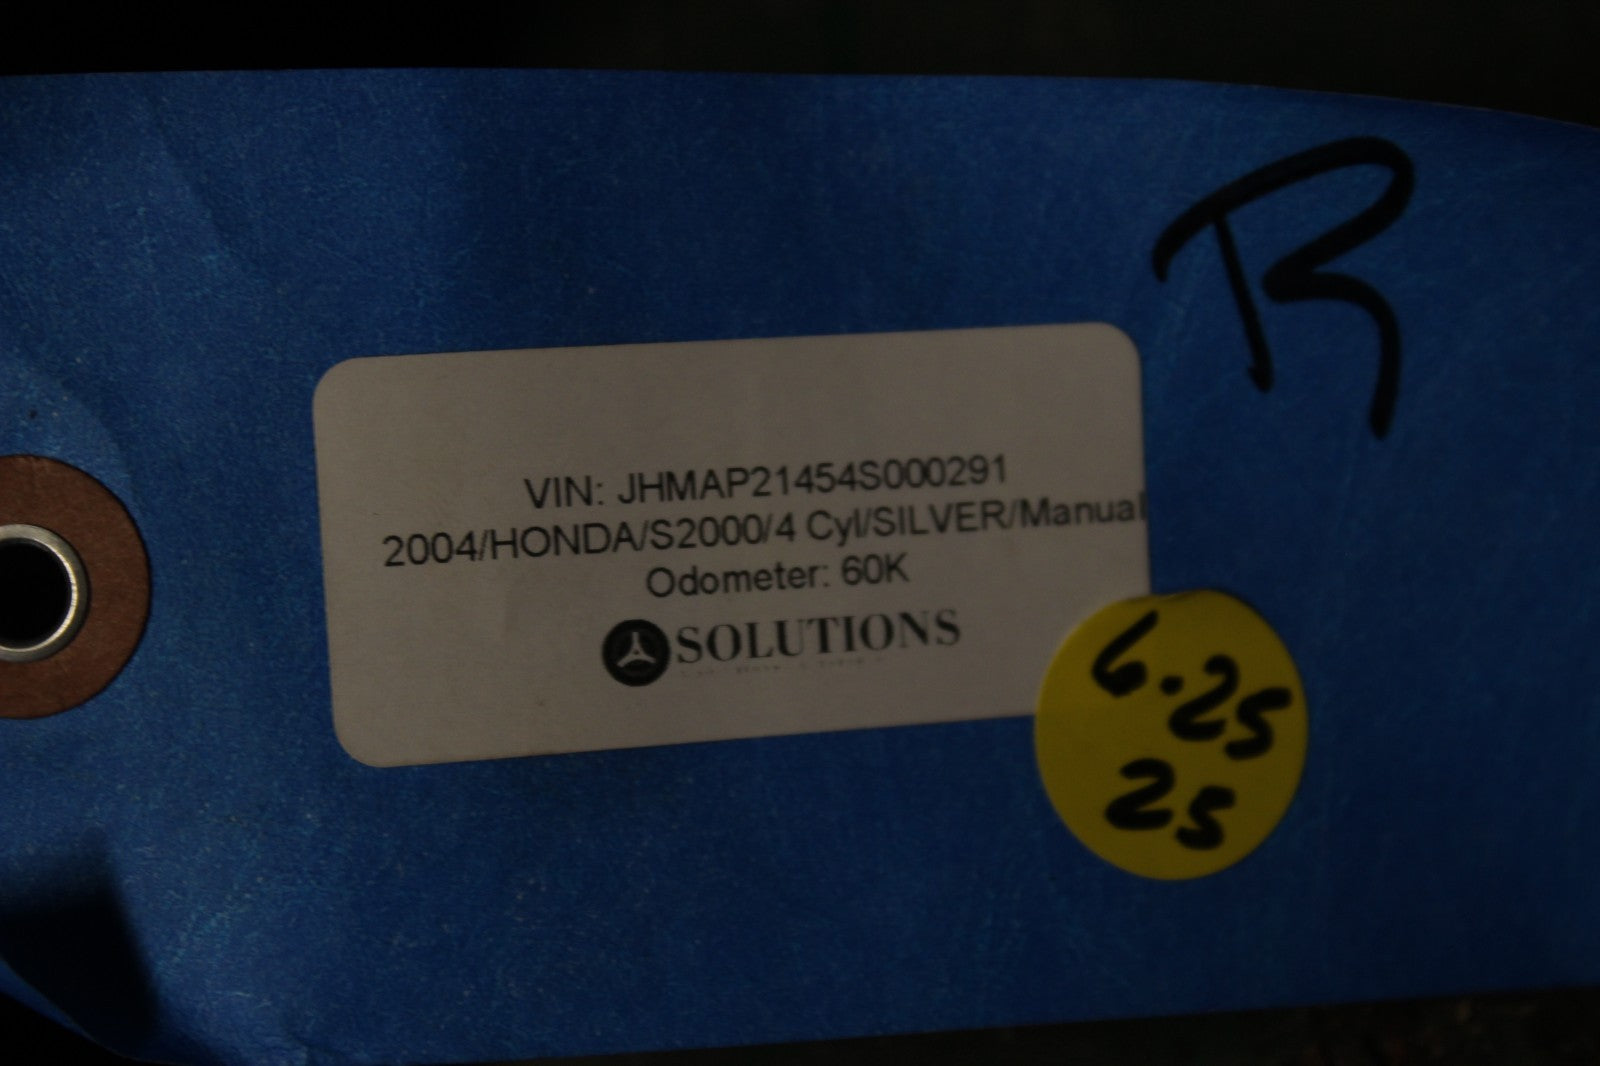 R
VIN: JHMAP21454S000291
2004/HONDA/S2000/4 Cyl/SILVER/Manual
Odometer: 60K
SOLUTIONS
6.25
25